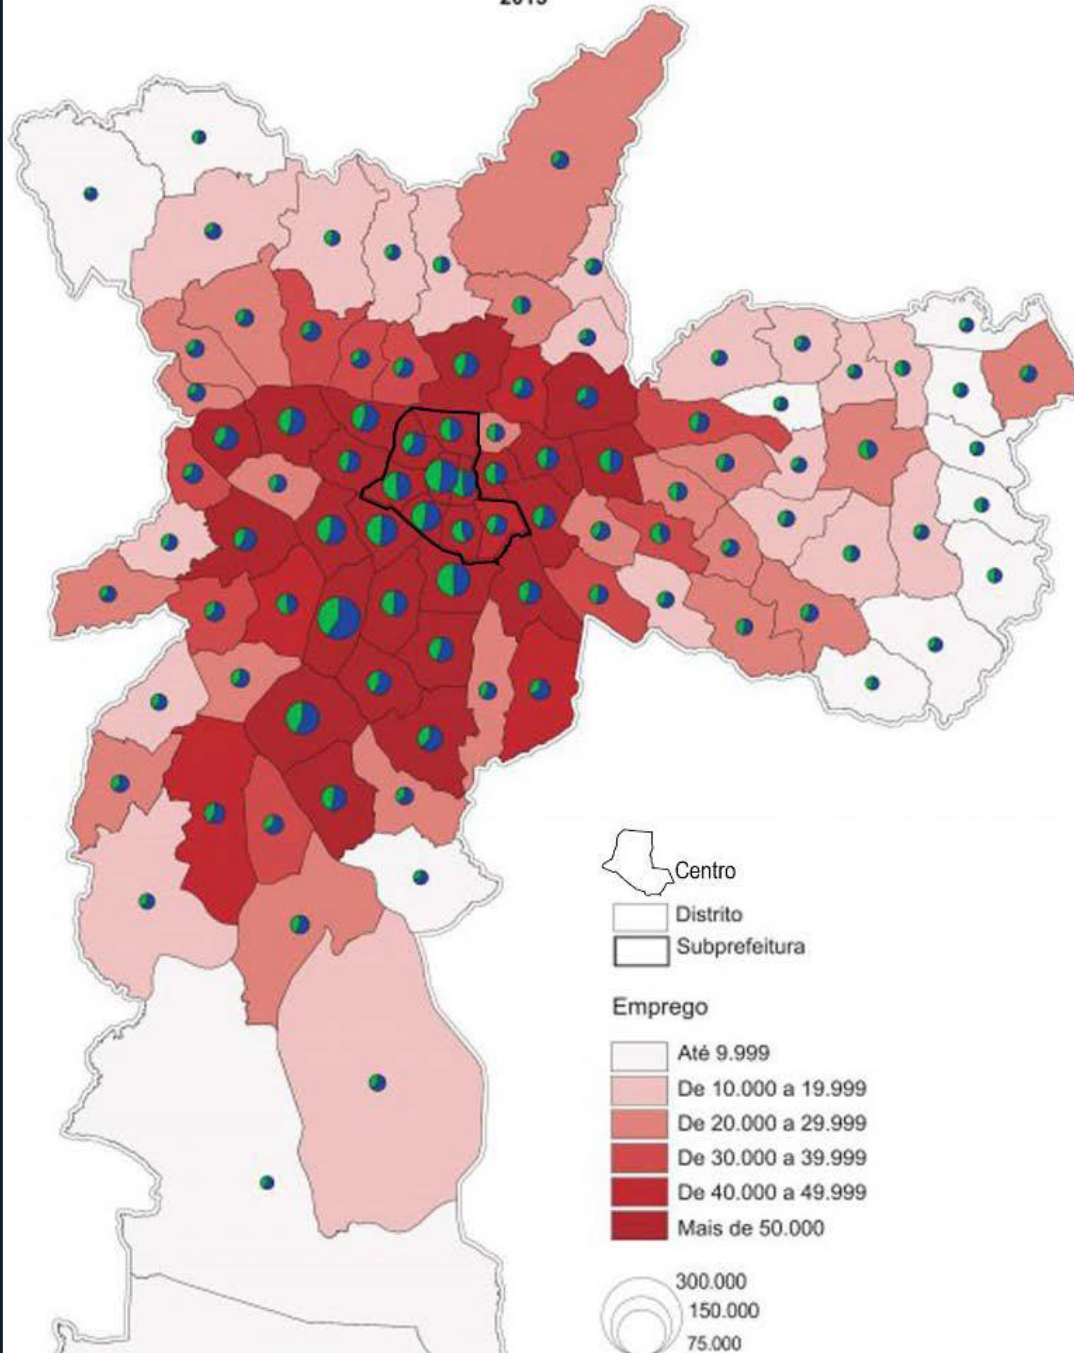 Centro
Distrito
Subprefeitura
Emprego
Até 9.999
De 10.000 a 19.999
De 20.000 a 29.999
De 30.000 a 39.999
De 40.000 a 49.999
Mais de 50.000
300.000
150.000
75.000